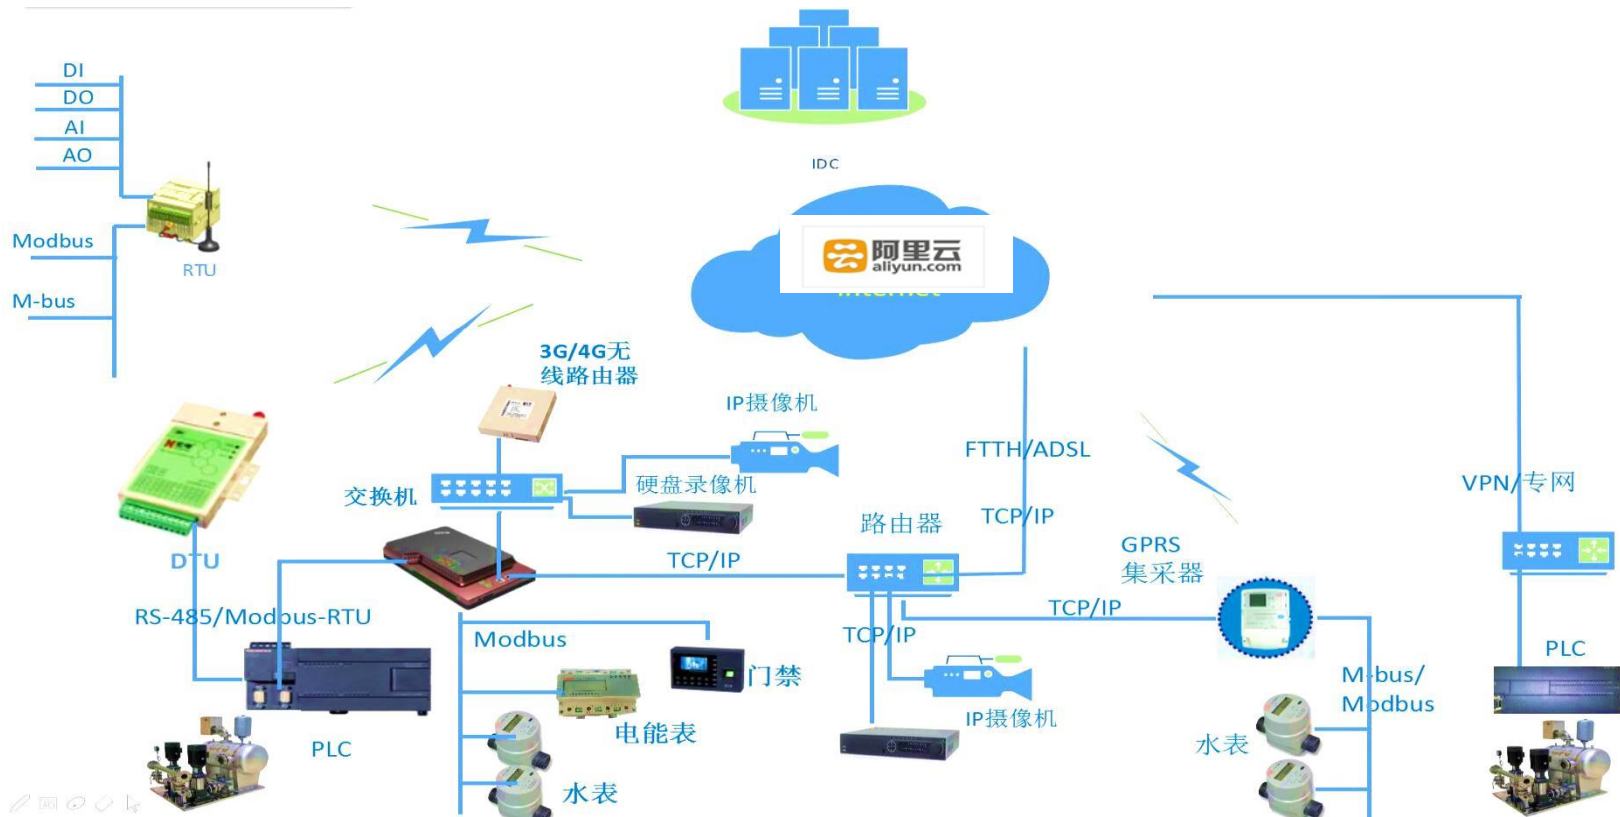 DI
DO
AI
AO
RTU
Modbus
M-bus
IDC
阿里云
aliyun.com
Internet
3G/4G无
线路由器
IP摄像机
交换机
硬盘录像机
FTTH/ADSL
TCP/IP
路由器
VPN/专网
DTU
TCP/IP
GPRS
集采器
TCP/IP
RS-485/Modbus-RTU
Modbus
TCP/IP
门禁
PLC
M-bus/
Modbus
PLC
电能表
IP摄像机
水表
PLC
水表